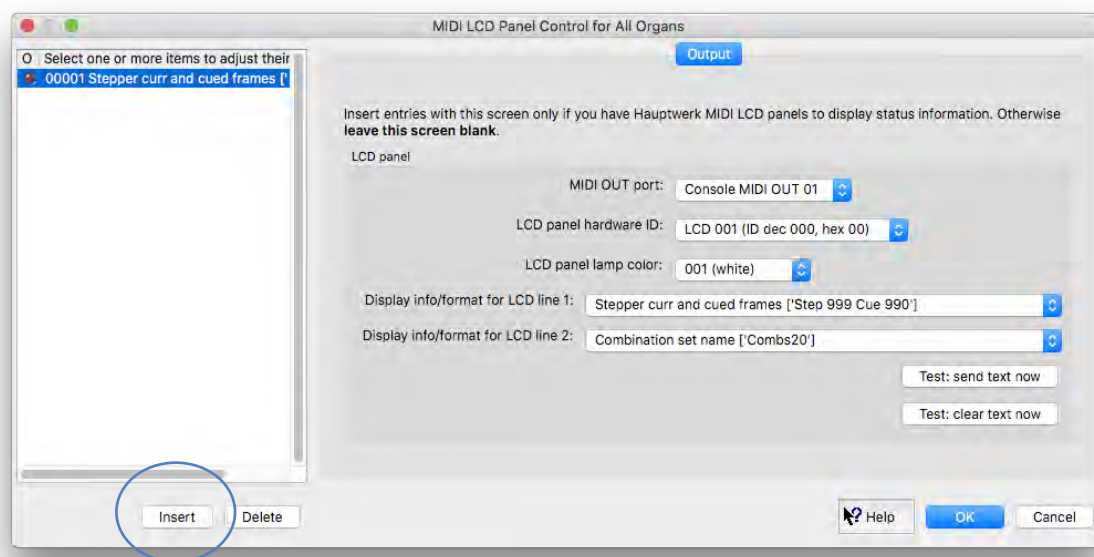 MIDI LCD Panel Control for All Organs
O Select one or more items to adjust their
00001 Stepper curr and cued frames ['
Output
Insert entries with this screen only if you have Hauptwerk MIDI LCD panels to display status information. Otherwise
leave this screen blank.
LCD panel
MIDI OUT port: Console MIDI OUT 01
LCD panel hardware ID: LCD 001 (ID dec 000, hex 00)
LCD panel lamp color: 001 (white)
Display info/format for LCD line 1: Stepper curr and cued frames ['Step 999 Cue 990']
Display info/format for LCD line 2: Combination set name ['Combs20']
Test: send text now
Test: clear text now
Insert Delete ? Help OK Cancel